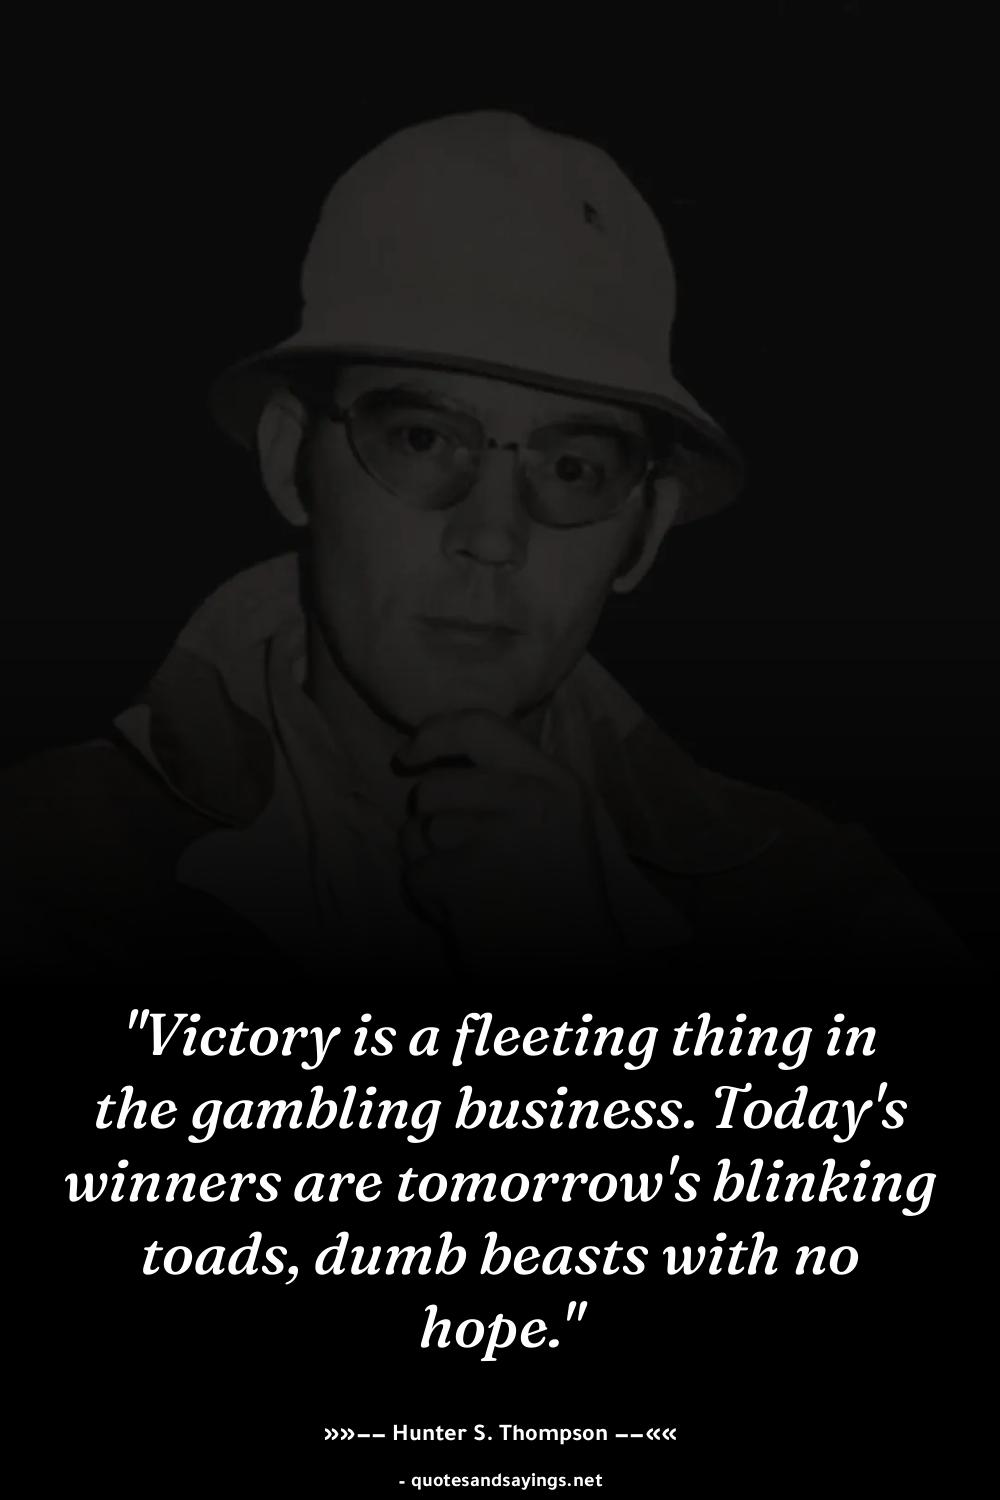 "Victory is a fleeting thing in
the gambling business. Today's
winners are tomorrow's blinking
toads, dumb beasts with no
hope."
»»−− Hunter S. Thompson −−««
- quotesandsayings.net